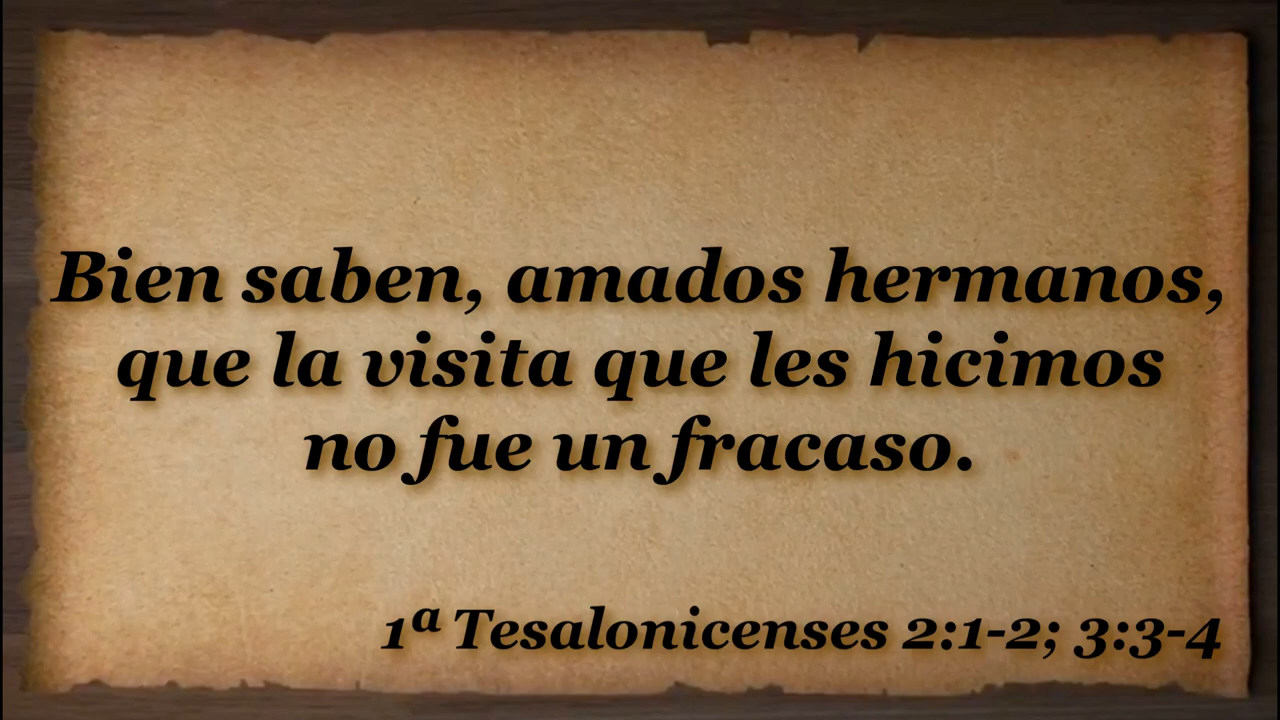 Bien saben, amados hermanos,
que la visita que les hicimos
no fue un fracaso.
1ª Tesalonicenses 2:1-2; 3:3-4